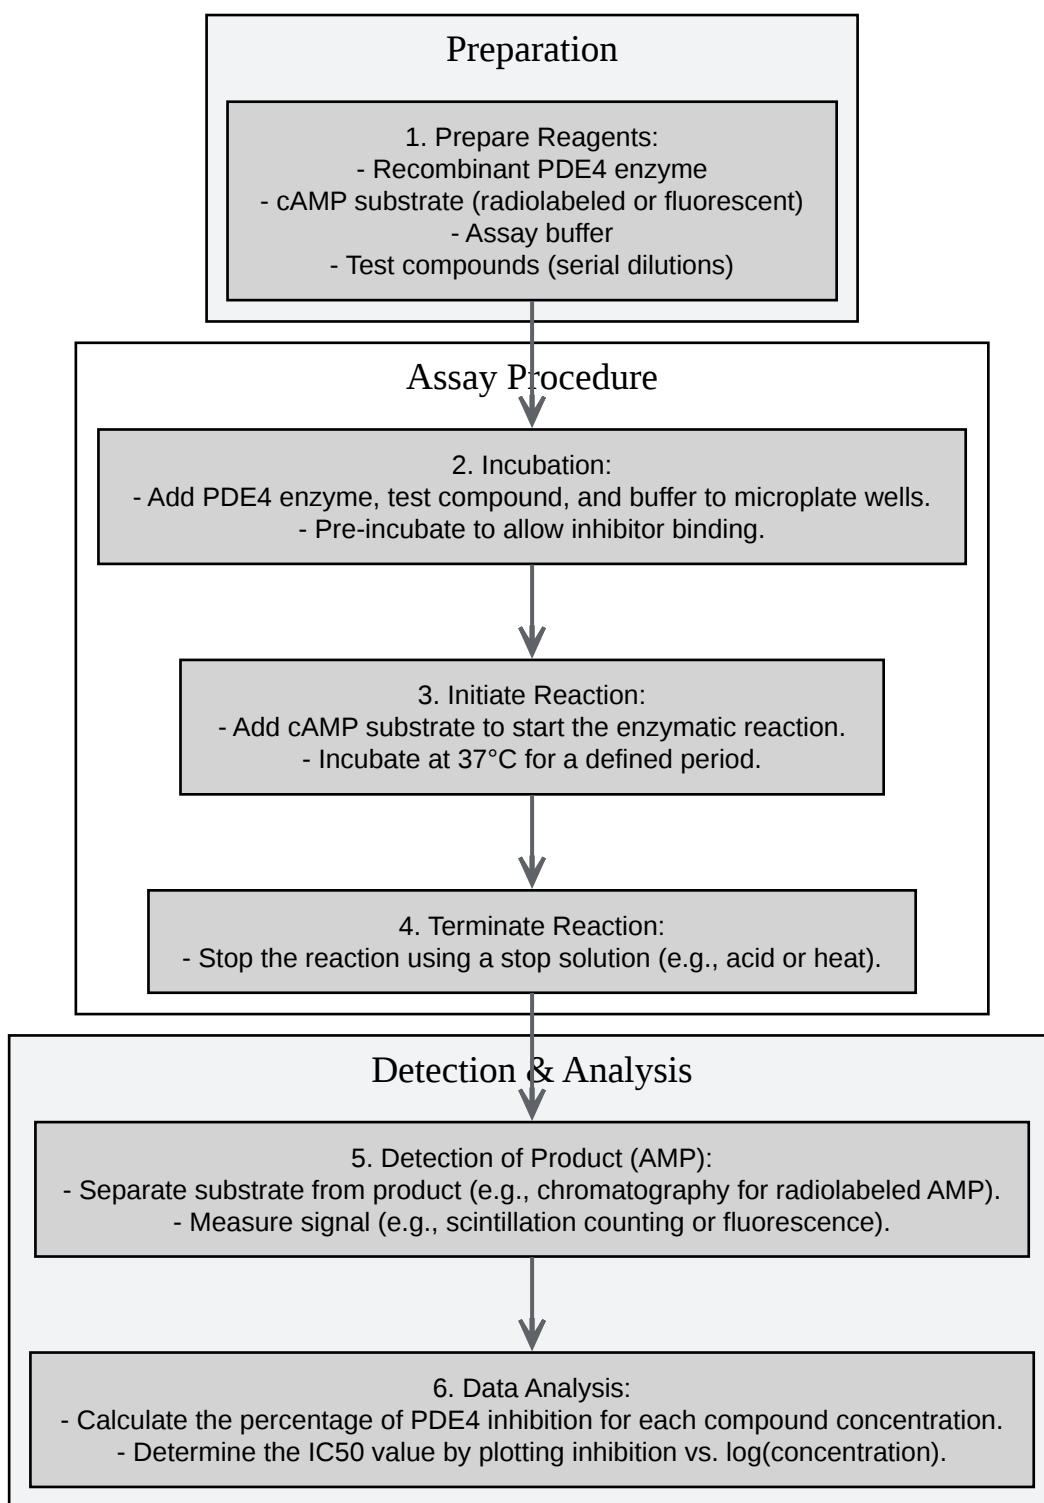 Preparation
1. Prepare Reagents:
- Recombinant PDE4 enzyme
- cAMP substrate (radiolabeled or fluorescent)
- Assay buffer
- Test compounds (serial dilutions)
Assay Procedure
2. Incubation:
- Add PDE4 enzyme, test compound, and buffer to microplate wells.
- Pre-incubate to allow inhibitor binding.
3. Initiate Reaction:
- Add cAMP substrate to start the enzymatic reaction.
- Incubate at 37°C for a defined period.
4. Terminate Reaction:
- Stop the reaction using a stop solution (e.g., acid or heat).
Detection & Analysis
5. Detection of Product (AMP):
- Separate substrate from product (e.g., chromatography for radiolabeled AMP).
- Measure signal (e.g., scintillation counting or fluorescence).
6. Data Analysis:
- Calculate the percentage of PDE4 inhibition for each compound concentration.
- Determine the IC50 value by plotting inhibition vs. log(concentration).